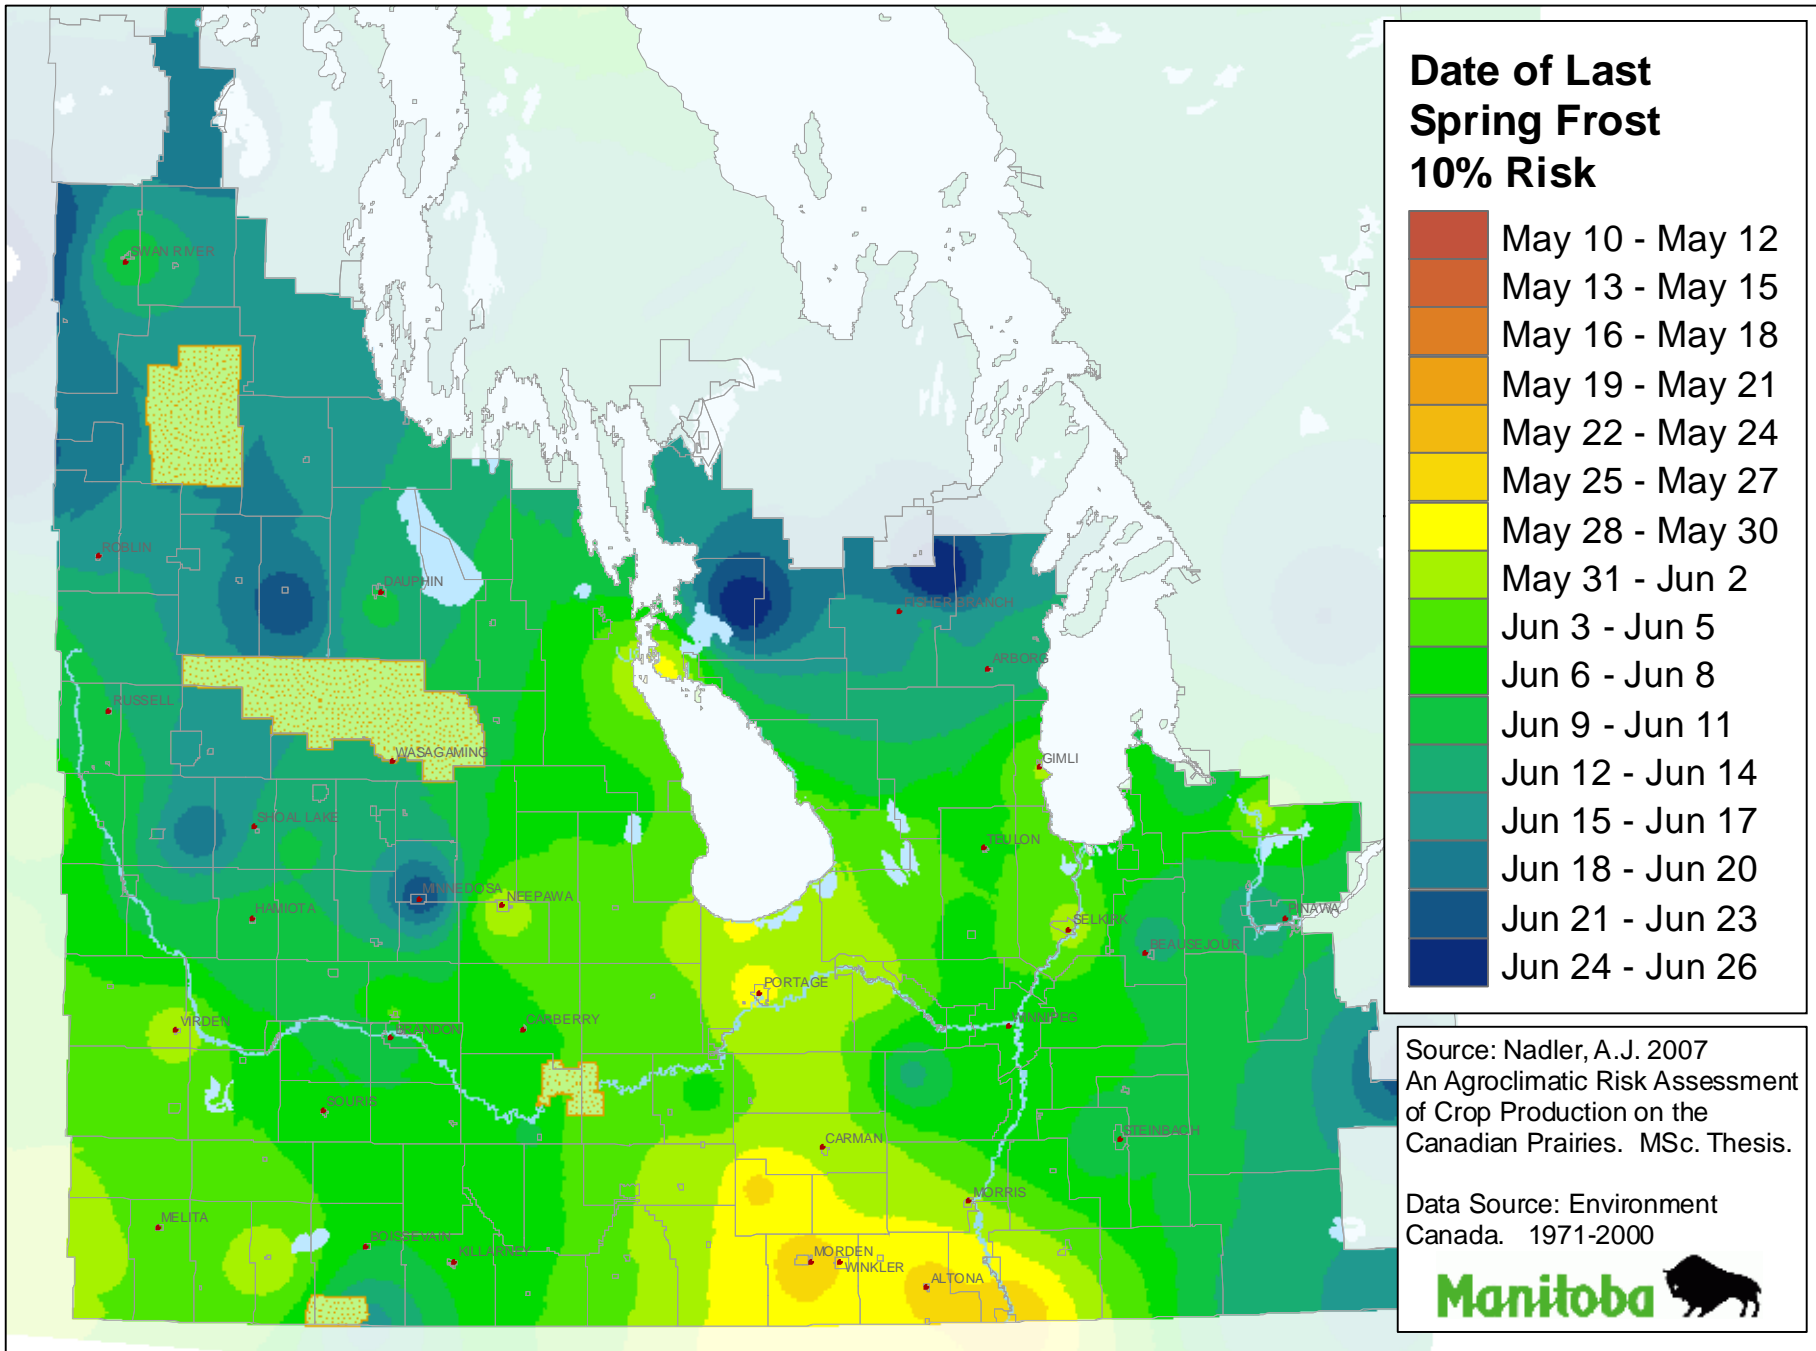 Date of Last
Spring Frost
10% Risk
May 10 - May 12
May 13 - May 15
May 16 - May 18
May 19 - May 21
May 22 - May 24
May 25 - May 27
May 28 - May 30
May 31 - Jun 2
Jun 3 - Jun 5
Jun 6 - Jun 8
Jun 9 - Jun 11
Jun 12 - Jun 14
Jun 15 - Jun 17
Jun 18 - Jun 20
Jun 21 - Jun 23
Jun 24 - Jun 26
SWAN RIVER
ROBLIN
DAUPHIN
FISHER BRANCH
ARBORG
RUSSELL
WASAGAMING
GIMLI
SHOAL LAKE
TEULON
MINNEDOSA
NEEPAWA
HAMIOTA
SELKIRK
PINAWA
BEAUSEJOUR
PORTAGE
VIRDEN
BRANDON
CARBERRY
WINNIPEG
SOURIS
CARMAN
STEINBACH
MORRIS
MELITA
BOISSEVAIN
KILLARNEY
MORDEN
WINKLER
ALTONA
Source: Nadler, A.J. 2007
An Agroclimatic Risk Assessment
of Crop Production on the
Canadian Prairies. MSc. Thesis.
Data Source: Environment
Canada. 1971-2000
Manitoba